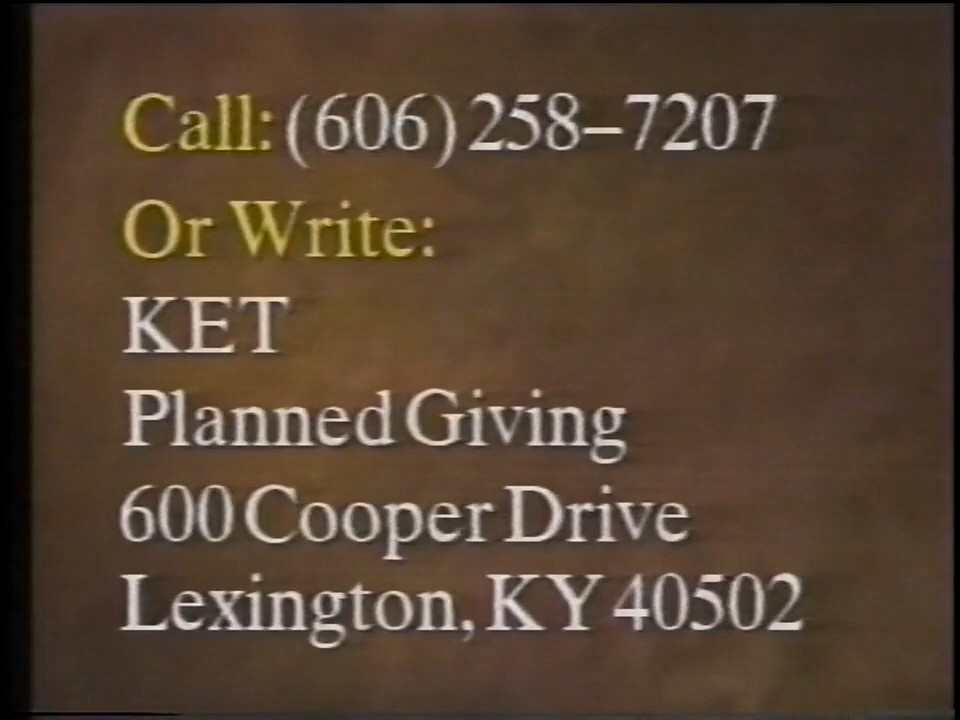 Call: (606) 258–7207
Or Write:
KET
Planned Giving
600 Cooper Drive
Lexington, KY 40502